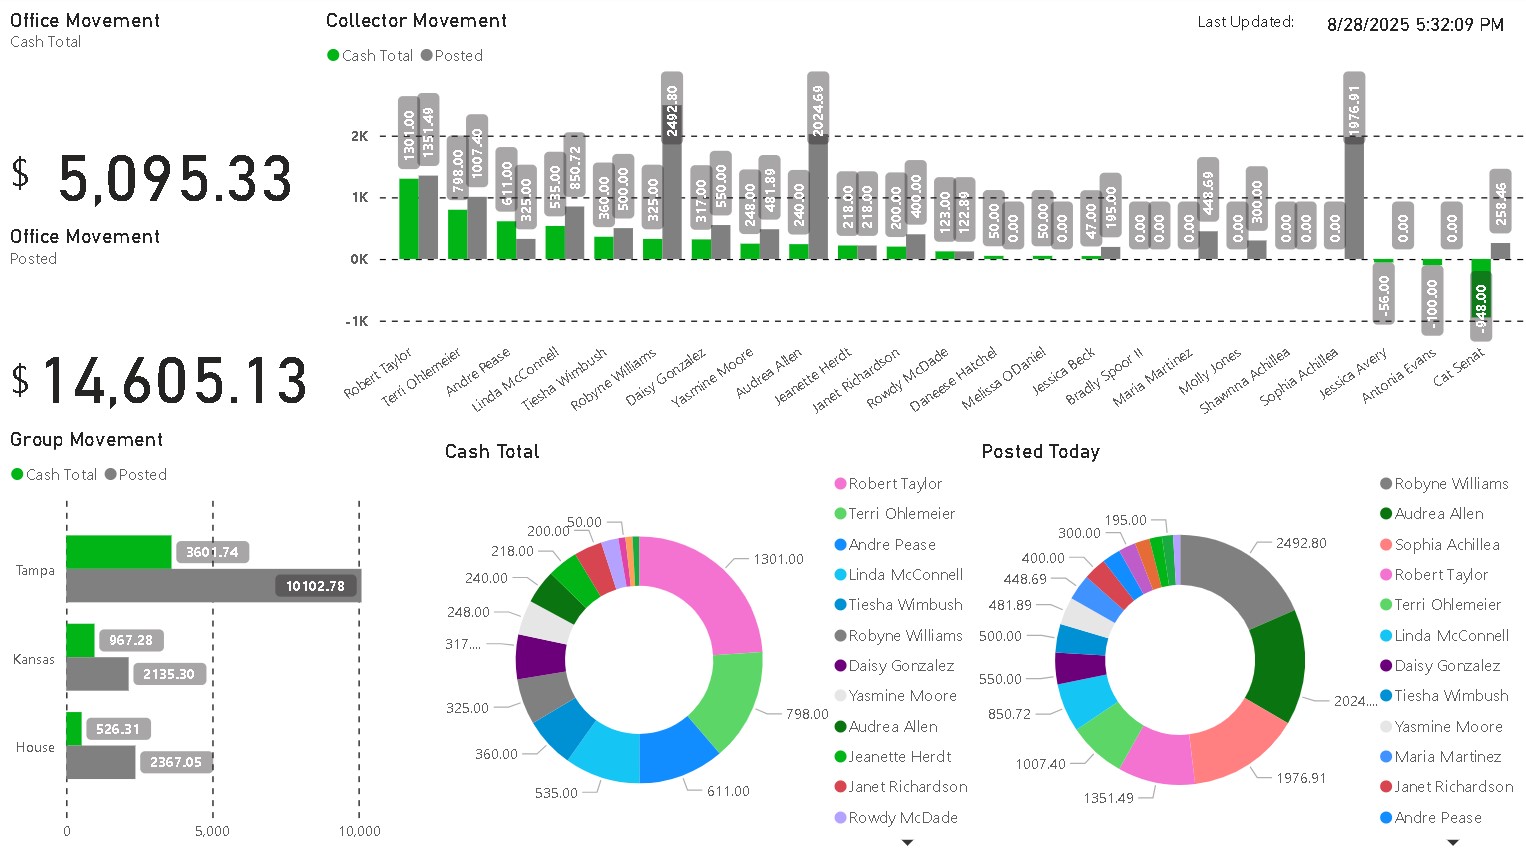 Office Movement
Cash Total
$ 5,095.33
Office Movement
Posted
$ 14,605.13
Collector Movement
Cash Total Posted
Last Updated: 8/28/2025 5:32:09 PM
2K
1K
0K
-1K
1301.00 1351.49
798.00 1007.40
611.00 325.00
535.00 850.72
360.00 500.00
325.00 2492.80
317.00 550.00
248.00 481.89
240.00 2024.69
218.00 218.00
200.00 400.00
123.00 122.89
50.00 0.00
50.00 0.00
47.00 195.00
0.00 0.00
0.00 448.69
0.00 300.00
0.00 0.00
0.00 1976.91
-56.00 0.00
-100.00 0.00
-948.00 258.46
Robert Taylor
Terri Ohlemeier
Andre Pease
Linda McConnell
Tiesha Wimbush
Robyne Williams
Daisy Gonzalez
Yasmine Moore
Audrea Allen
Jeanette Herdt
Janet Richardson
Rowdy McDade
Daneese Hatchel
Melissa ODaniel
Jessica Beck
Bradly Spoor II
Maria Martinez
Molly Jones
Shawna Achillea
Sophia Achillea
Jessica Avery
Antonia Evans
Cat Senat
Group Movement
Cash Total Posted
Tampa
3601.74
10102.78
Kansas
967.28
2135.30
House
526.31
2367.05
0 5,000 10,000
Cash Total
1301.00
798.00
611.00
535.00
360.00
325.00
317....
248.00
240.00
218.00
200.00
50.00
Robert Taylor
Terri Ohlemeier
Andre Pease
Linda McConnell
Tiesha Wimbush
Robyne Williams
Daisy Gonzalez
Yasmine Moore
Audrea Allen
Jeanette Herdt
Janet Richardson
Rowdy McDade
Posted Today
2492.80
2024....
1976.91
1351.49
1007.40
850.72
550.00
500.00
481.89
448.69
400.00
300.00
195.00
Robyne Williams
Audrea Allen
Sophia Achillea
Robert Taylor
Terri Ohlemeier
Linda McConnell
Daisy Gonzalez
Tiesha Wimbush
Yasmine Moore
Maria Martinez
Janet Richardson
Andre Pease